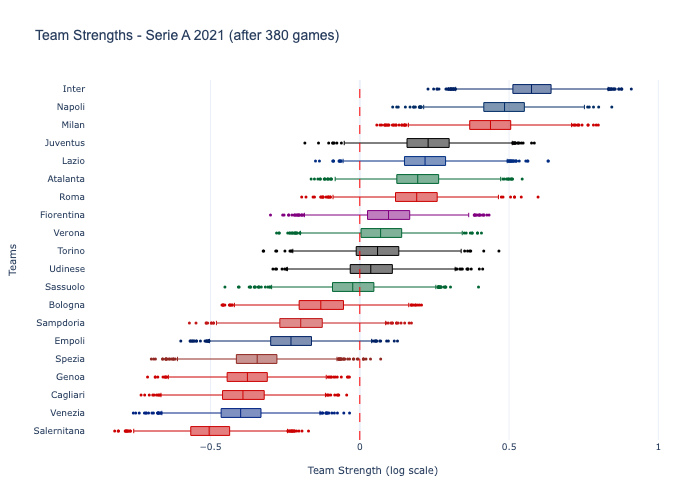 Team Strengths - Serie A 2021 (after 380 games)
Teams
Inter
Napoli
Milan
Juventus
Lazio
Atalanta
Roma
Fiorentina
Verona
Torino
Udinese
Sassuolo
Bologna
Sampdoria
Empoli
Spezia
Genoa
Cagliari
Venezia
Salernitana
−0.5 0 0.5 1
Team Strength (log scale)